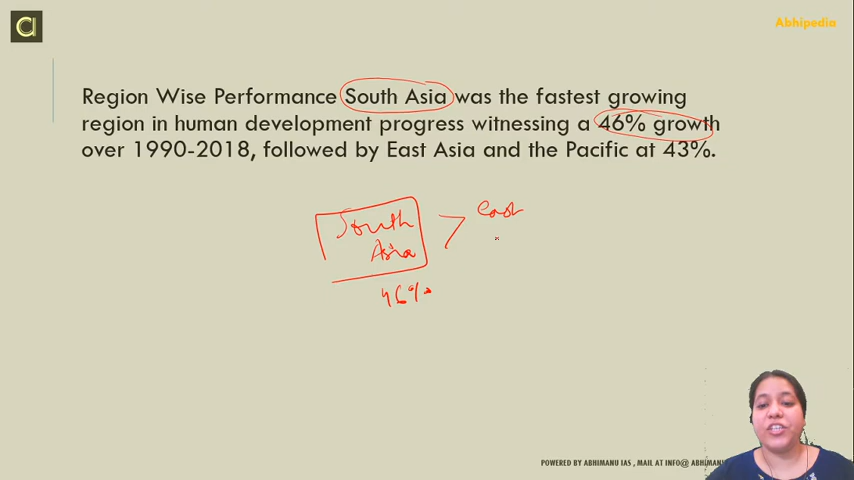 Abhipedia
Region Wise Performance South Asia was the fastest growing
region in human development progress witnessing a 46% growth
over 1990-2018, followed by East Asia and the Pacific at 43%.
South > East
Asia
46%
POWERED BY ABHIMANU IAS , MAIL AT INFO@ ABHIMANU